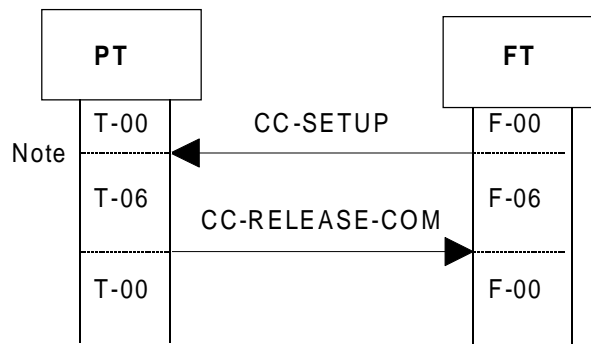 PT FT
T-00 CC-SETUP F-00
Note
T-06 F-06
CC-RELEASE-COM
T-00 F-00